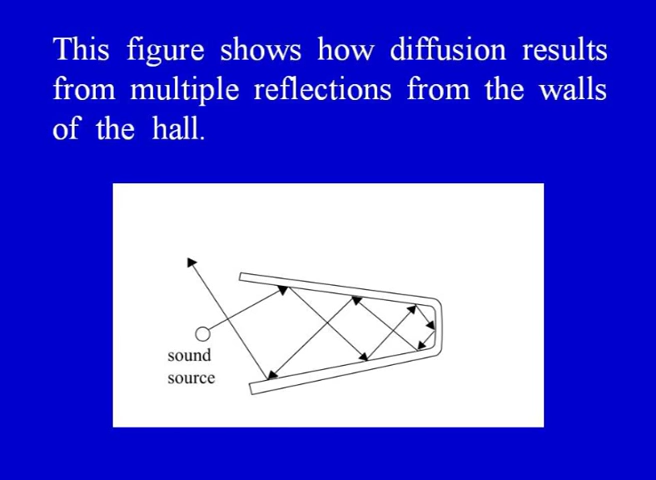 This figure shows how diffusion results
from multiple reflections from the walls
of the hall.
sound
source